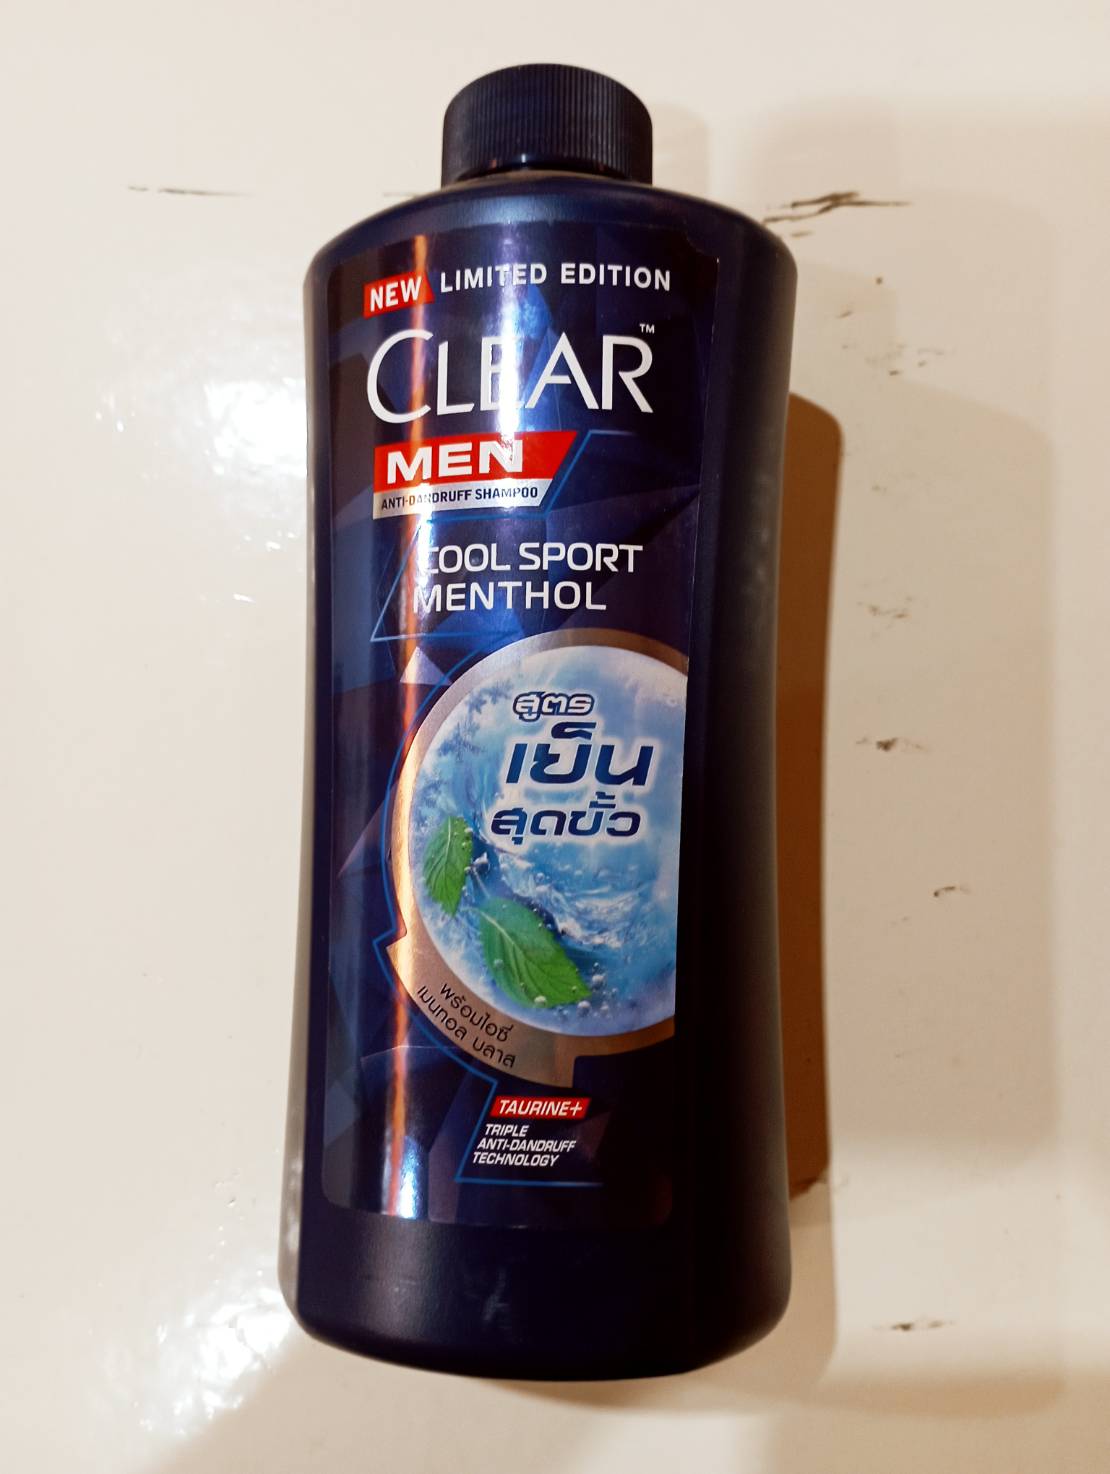 NEW LIMITED EDITION
CLEAR™
MEN
ANTI-DANDRUFF SHAMPOO
COOL SPORT
MENTHOL
สูตร
เย็น
สุดขั้ว
พร้อมไอซ์
เมนทอล บลาส
TAURINE+
TRIPLE
ANTI-DANDRUFF
TECHNOLOGY